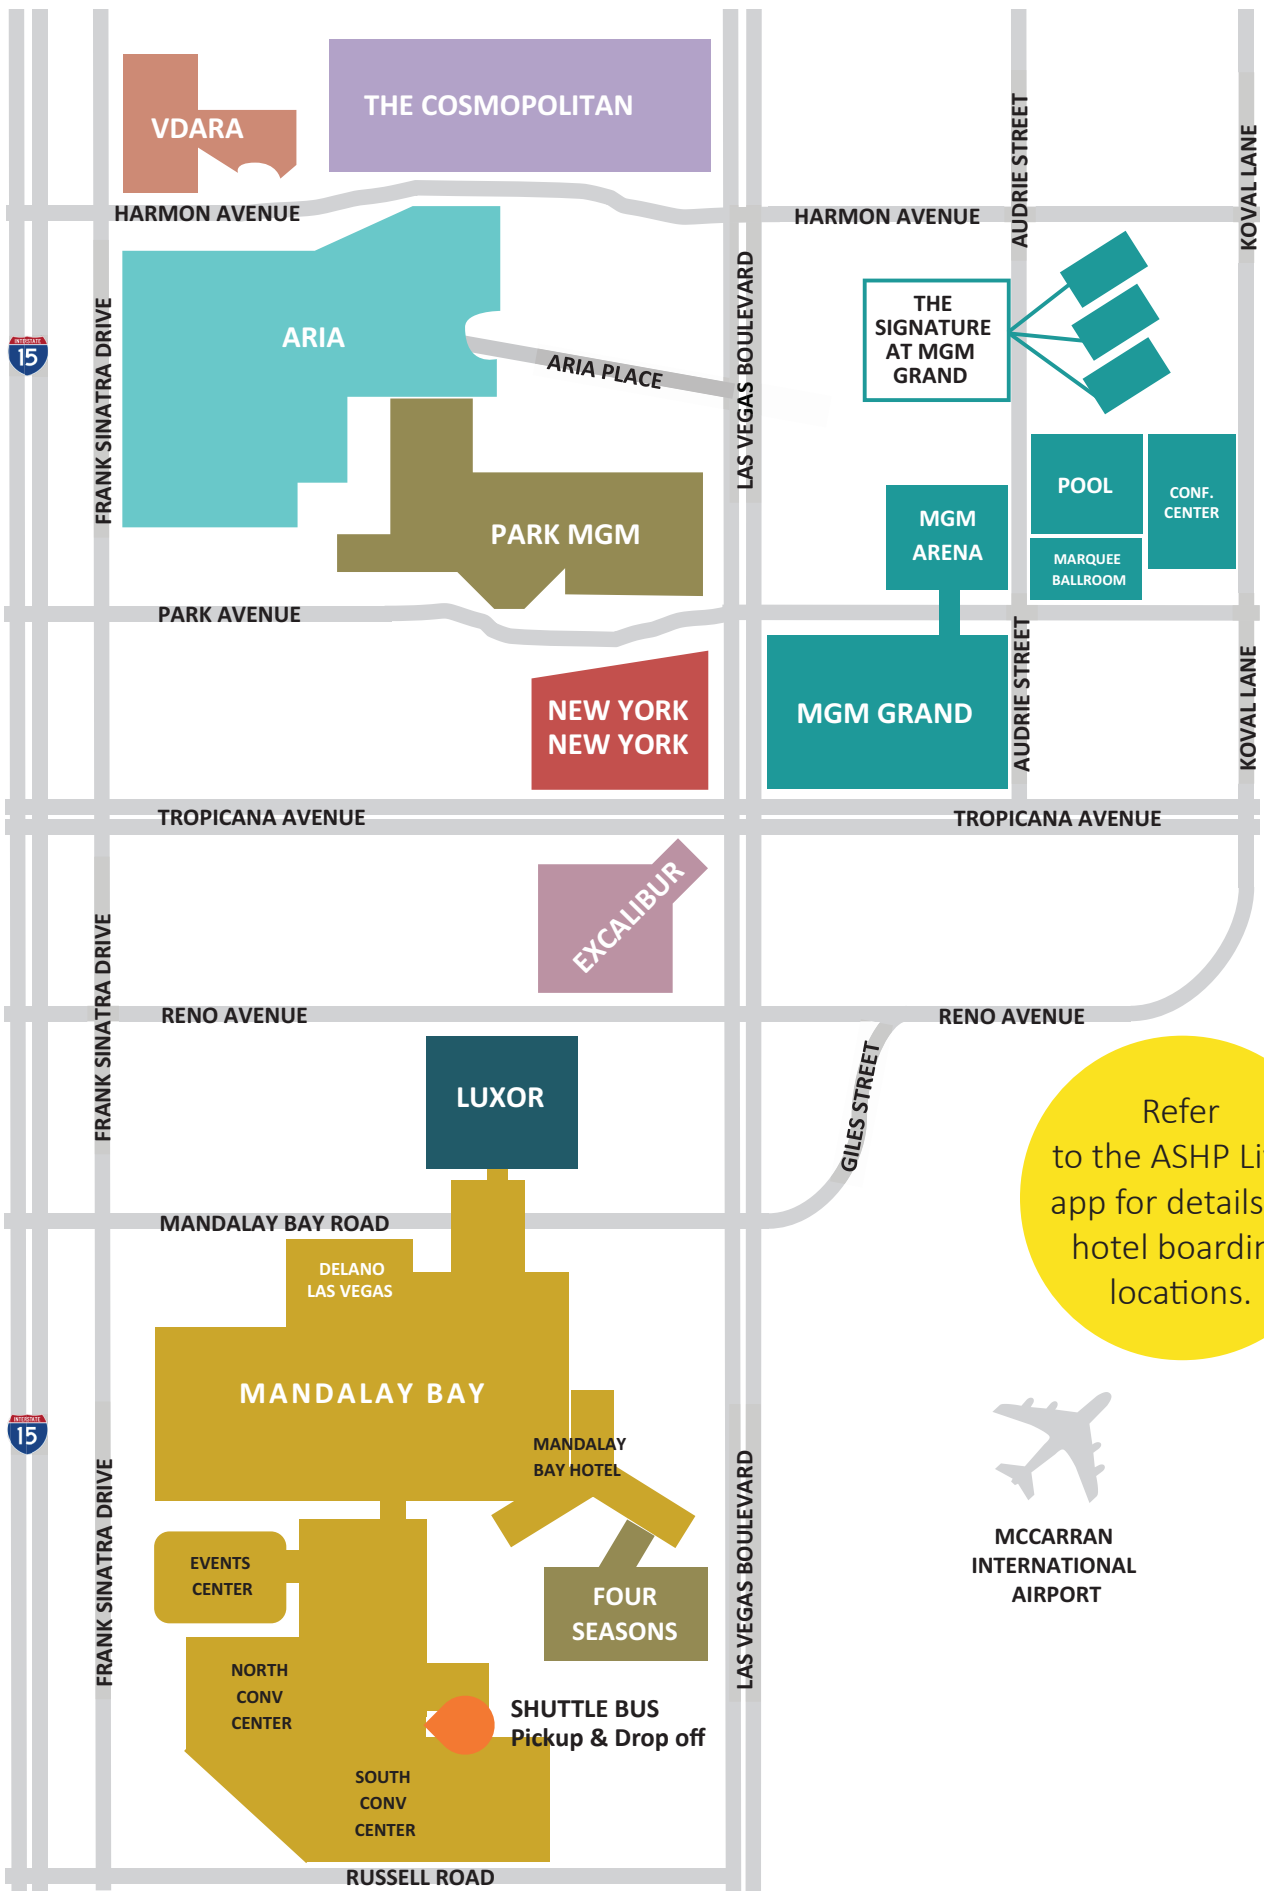 VDARA
THE COSMOPOLITAN
HARMON AVENUE
HARMON AVENUE
AUDRIE STREET
KOVAL LANE
FRANK SINATRA DRIVE
INTERSTATE
15
ARIA
ARIA PLACE
LAS VEGAS BOULEVARD
THE
SIGNATURE
AT MGM
GRAND
PARK MGM
MGM
ARENA
POOL
CONF.
CENTER
MARQUEE
BALLROOM
PARK AVENUE
NEW YORK
NEW YORK
MGM GRAND
AUDRIE STREET
KOVAL LANE
TROPICANA AVENUE
TROPICANA AVENUE
EXCALIBUR
FRANK SINATRA DRIVE
RENO AVENUE
RENO AVENUE
LUXOR
GILES STREET
Refer
to the ASHP
app for details
hotel
locations.
MANDALAY BAY ROAD
DELANO
LAS VEGAS
MANDALAY BAY
INTERSTATE
15
MANDALAY
BAY HOTEL
FRANK SINATRA DRIVE
LAS VEGAS BOULEVARD
MCCARRAN
INTERNATIONAL
AIRPORT
EVENTS
CENTER
FOUR
SEASONS
NORTH
CONV
CENTER
SHUTTLE BUS
Pickup & Drop off
SOUTH
CONV
CENTER
RUSSELL ROAD